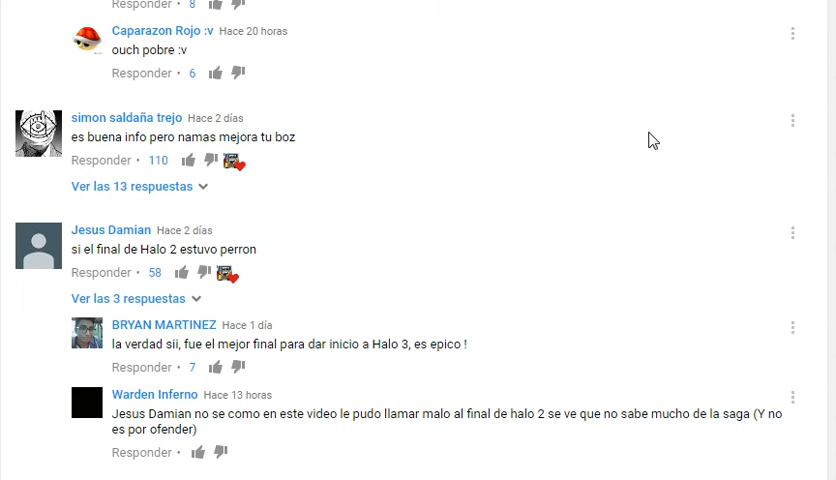 Responder · 8
Caparazon Rojo :v Hace 20 horas
ouch pobre :v
Responder · 6
simon saldaña trejo Hace 2 días
es buena info pero namas mejora tu boz
Responder · 110
Ver las 13 respuestas
Jesus Damian Hace 2 días
si el final de Halo 2 estuvo perron
Responder · 58
Ver las 3 respuestas
BRYAN MARTINEZ Hace 1 día
la verdad sii, fue el mejor final para dar inicio a Halo 3, es epico !
Responder · 7
Warden Inferno Hace 13 horas
Jesus Damian no se como en este video le pudo llamar malo al final de halo 2 se ve que no sabe mucho de la saga (Y no
es por ofender)
Responder ·